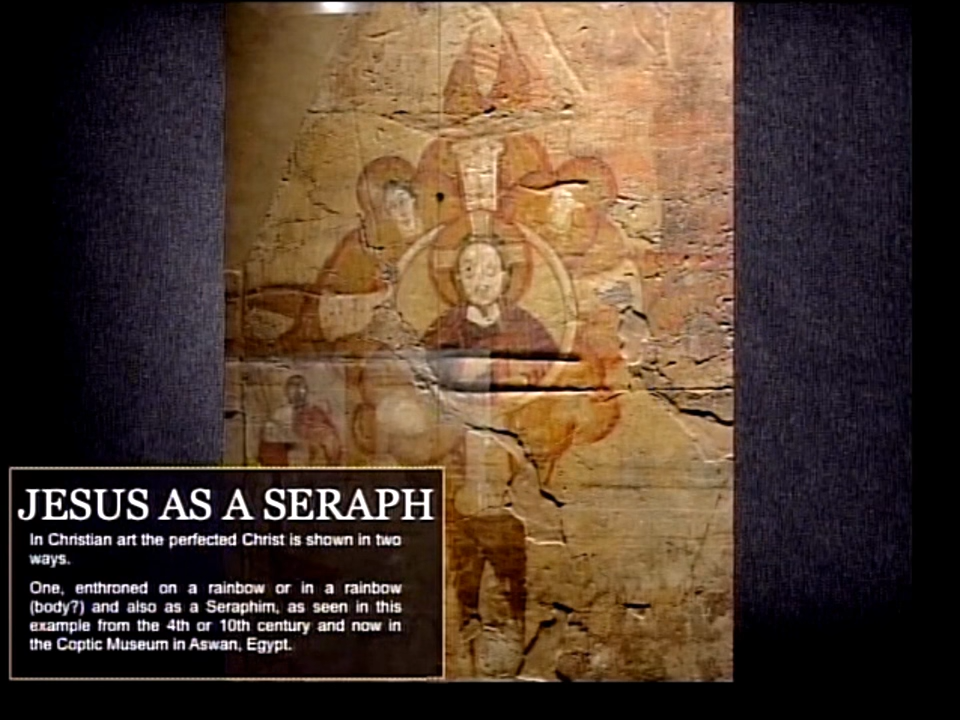 JESUS AS A SERAPH
In Christian art the perfected Christ is shown in two
ways.
One, enthroned on a rainbow or in a rainbow
(body?) and also as a Seraphim, as seen in this
example from the 4th or 10th century and now in
the Coptic Museum in Aswan, Egypt.